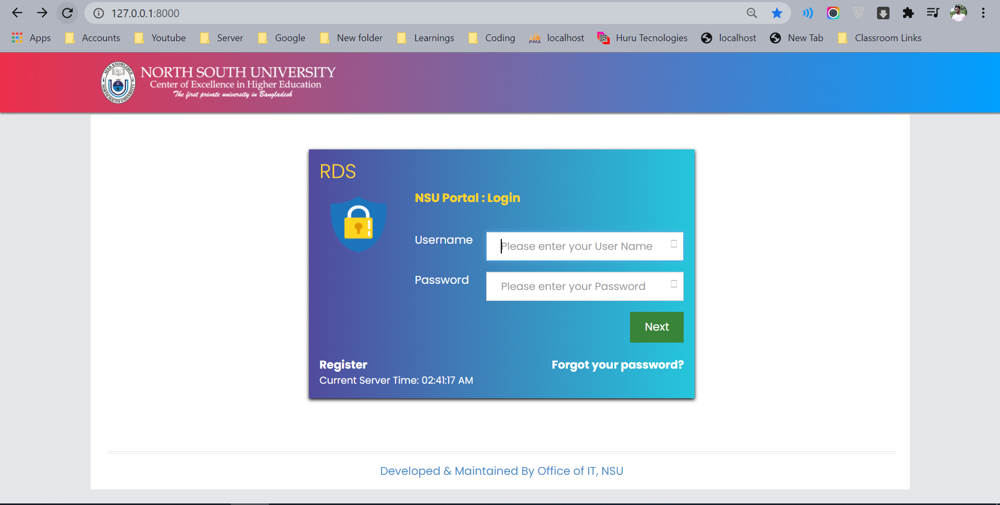 127.0.0.1:8000
Apps Accounts Youtube Server Google New folder Learnings Coding PMA localhost Huru Tecnologies localhost New Tab Classroom Links
NORTH SOUTH UNIVERSITY
Center of Excellence in Higher Education
The first private university in Bangladesh
RDS
NSU Portal : Login
Username Please enter your User Name
Password Please enter your Password
Next
Register Forgot your password?
Current Server Time: 02:41:17 AM
Developed & Maintained By Office of IT, NSU